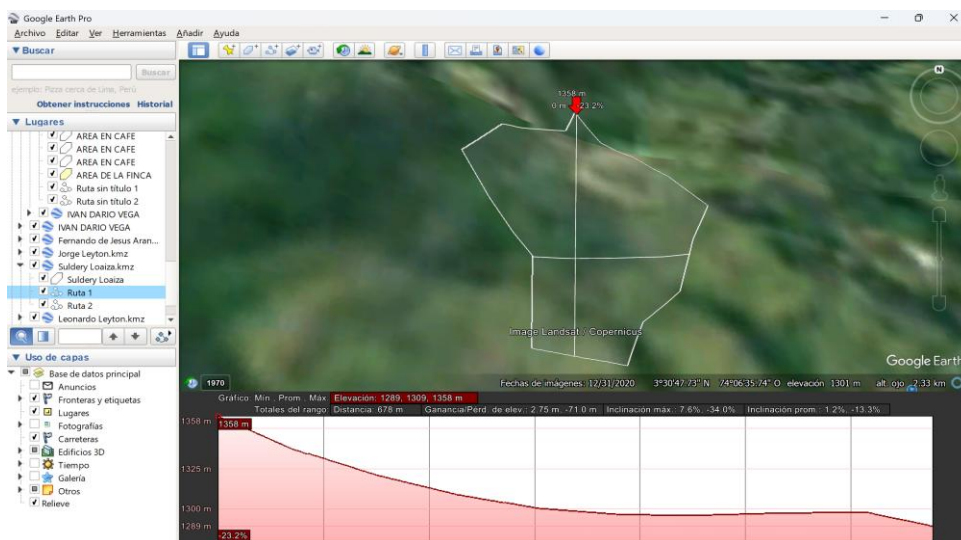 Google Earth Pro
Archivo Editar Ver Herramientas Añadir Ayuda
Buscar
Buscar
ejemplo: Pizza cerca de Lima, Perú
Obtener instrucciones Historial
Lugares
AREA EN CAFE
AREA EN CAFE
AREA EN CAFE
AREA DE LA FINCA
Ruta sin título 1
Ruta sin título 2
IVAN DARIO VEGA
IVAN DARIO VEGA
Fernando de Jesus Aran...
Jorge Leyton.kmz
Suldery Loaiza.kmz
Suldery Loaiza
Ruta 1
Ruta 2
Leonardo Leyton.kmz
Uso de capas
Base de datos principal
Anuncios
Fronteras y etiquetas
Lugares
Fotografías
Carreteras
Edificios 3D
Tiempo
Galería
Otros
Relieve
N
1358 m
0 m -23.2%
Image Landsat / Copernicus
Google Earth
1970
Fechas de imágenes: 12/31/2020 3°30'47.73" N 74°06'35.74" O elevación 1301 m alt. ojo 2.33 km
Gráfico: Mín., Prom., Máx. Elevación: 1289, 1309, 1358 m
Totales del rango: Distancia: 678 m Ganancia/Pérd. de elev.: 2.75 m, -71.0 m Inclinación máx.: 7.6%, -34.0% Inclinación prom.: 1.2%, -13.3%
1358 m
1358 m
1325 m
1300 m
1289 m
-23.2%